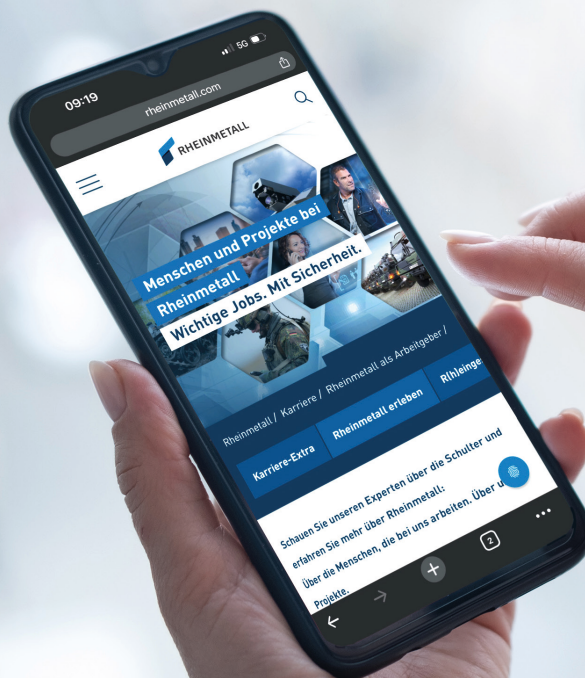 09:19
5G
rheinmetall.com
RHEINMETALL
Menschen und Projekte bei
Rheinmetall
Wichtige Jobs. Mit Sicherheit.
Rheinmetall / Karriere / Rheinmetall als Arbeitgeber /
Karriere-Extra
Rheinmetall erleben
R(h)einge
Schauen Sie unseren Experten über die Schulter und
erfahren Sie mehr über Rheinmetall:
Über die Menschen, die bei uns arbeiten. Über u
Projekte.
2